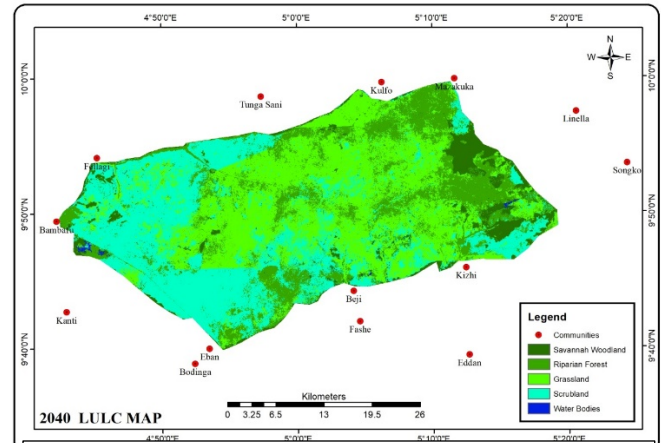 4°50'0"E 5°0'0"E 5°10'0"E 5°20'0"E
N
W E
S
10°0'0"N 10°0'0"N
Kulfo Mazakuka
Tunga Sani
Linella
Fellagi
Songko
9°50'0"N 9°50'0"N
Bambaru
Kizhi
Beji
Kanti
Fashe
Legend
Communities
Savannah Woodland
Riparian Forest
Grassland
Scrubland
Water Bodies
9°40'0"N 9°40'0"N
Eban
Eddan
Bodinga
Kilometers
0 3.25 6.5 13 19.5 26
2040 LULC MAP
4°50'0"E 5°0'0"E 5°10'0"E 5°20'0"E